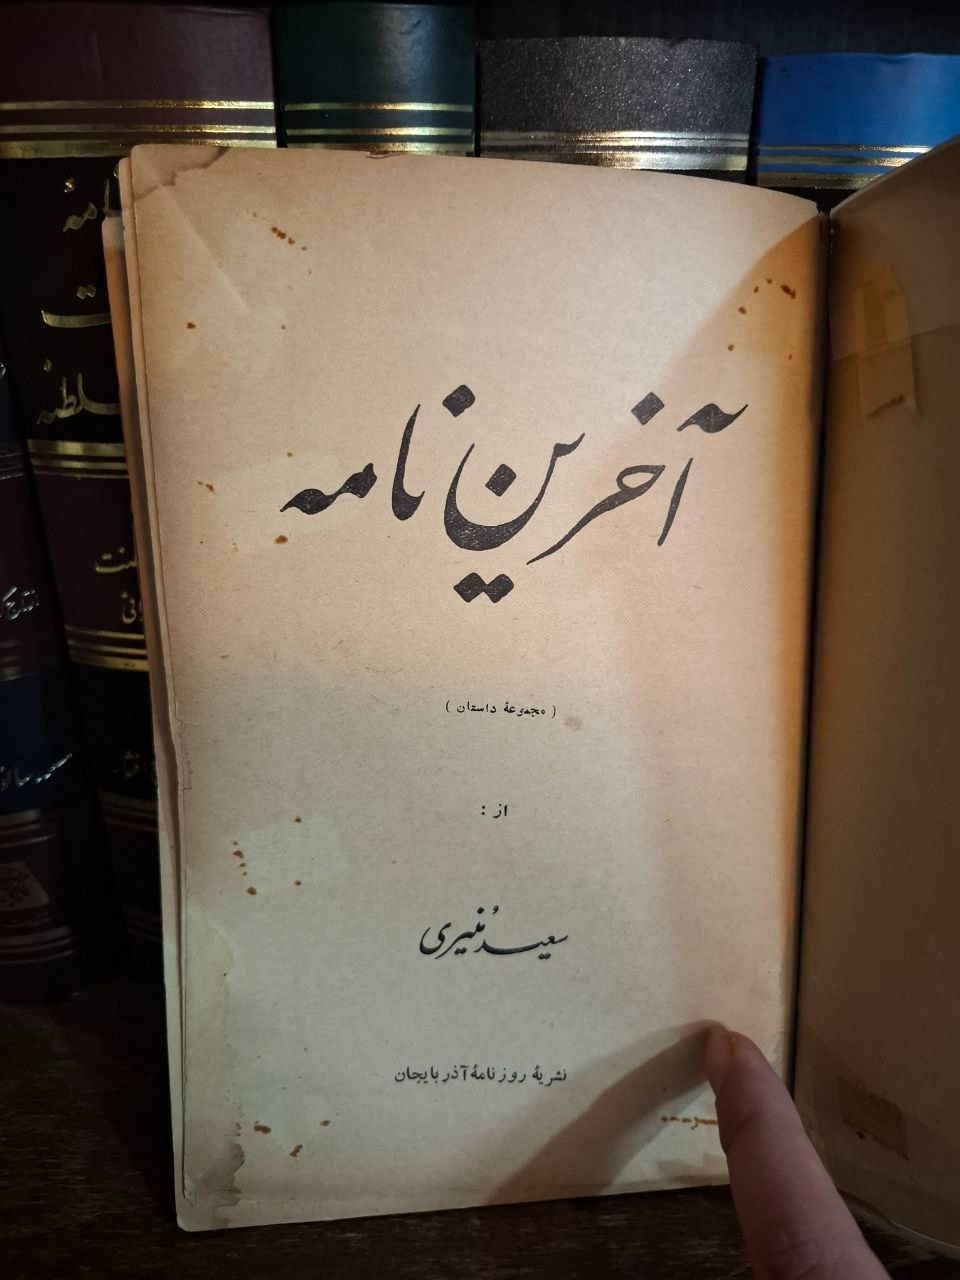 آخرین نامه
( مجموعهٔ داستان )
از :
سعید مُنیری
نشریهٔ روزنامهٔ آذربایجان